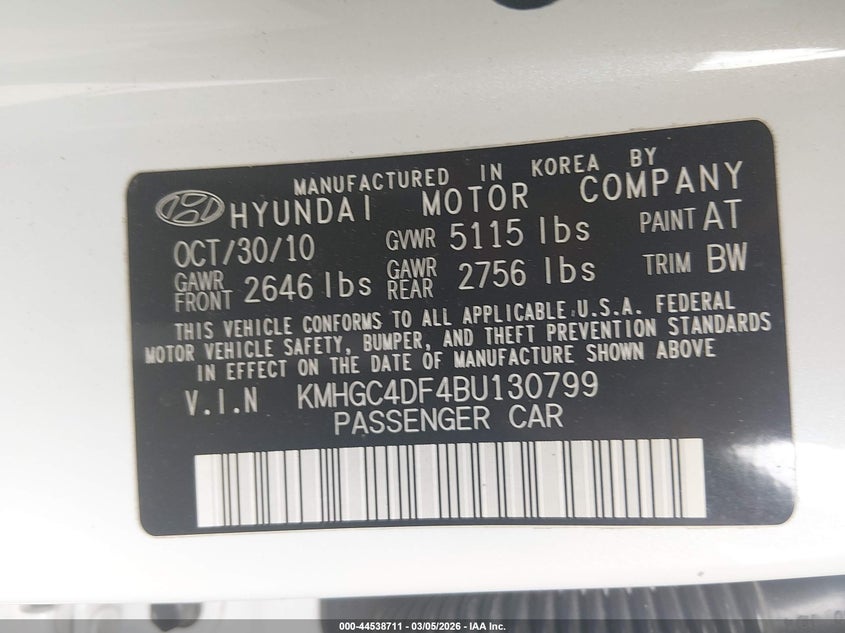 MANUFACTURED IN KOREA BY
HYUNDAI MOTOR COMPANY
OCT/30/10 GVWR 5115 lbs PAINT AT
GAWR FRONT 2646 lbs GAWR REAR 2756 lbs TRIM BW
THIS VEHICLE CONFORMS TO ALL APPLICABLE U.S.A. FEDERAL
MOTOR VEHICLE SAFETY, BUMPER, AND THEFT PREVENTION STANDARDS
IN EFFECT ON THE DATE OF MANUFACTURE SHOWN ABOVE
V.I.N KMHGC4DF4BU130799
PASSENGER CAR
000-44538711 - 03/05/2026 - IAA Inc.